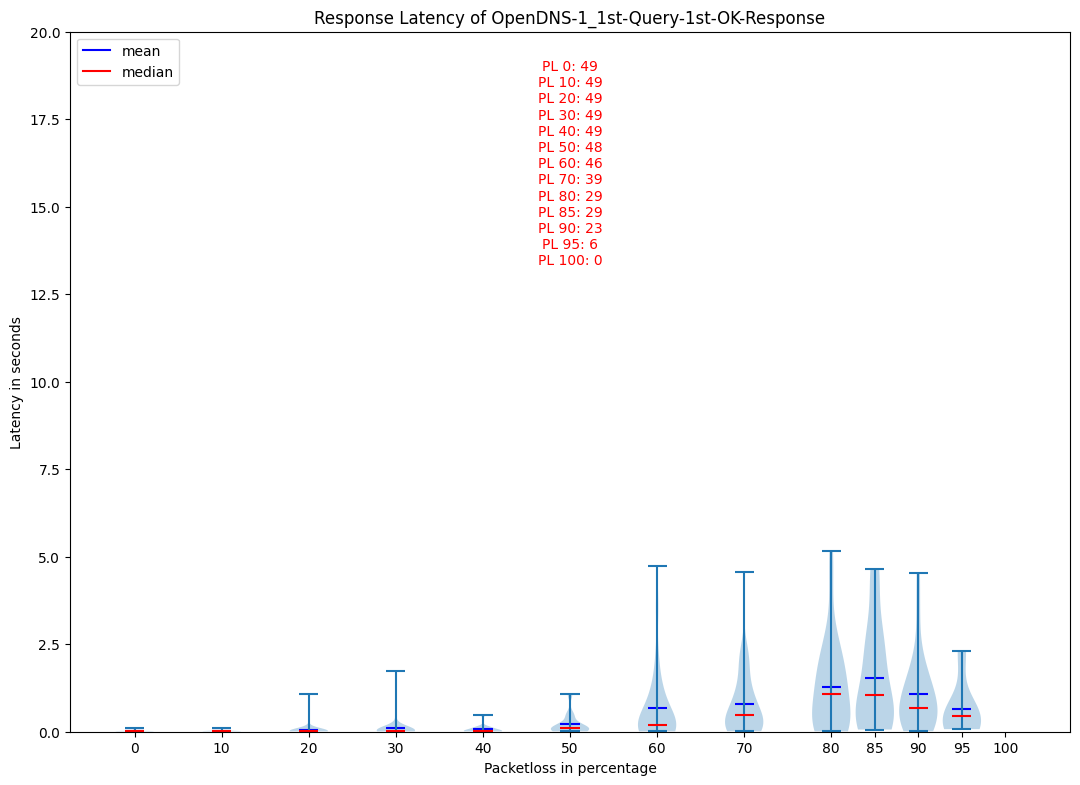 Response Latency of OpenDNS-1_1st-Query-1st-OK-Response
20.0
17.5
15.0
12.5
10.0
7.5
5.0
2.5
0.0
Latency in seconds
mean
median
PL 0: 49
PL 10: 49
PL 20: 49
PL 30: 49
PL 40: 49
PL 50: 48
PL 60: 46
PL 70: 39
PL 80: 29
PL 85: 29
PL 90: 23
PL 95: 6
PL 100: 0
0 10 20 30 40 50 60 70 80 85 90 95 100
Packetloss in percentage